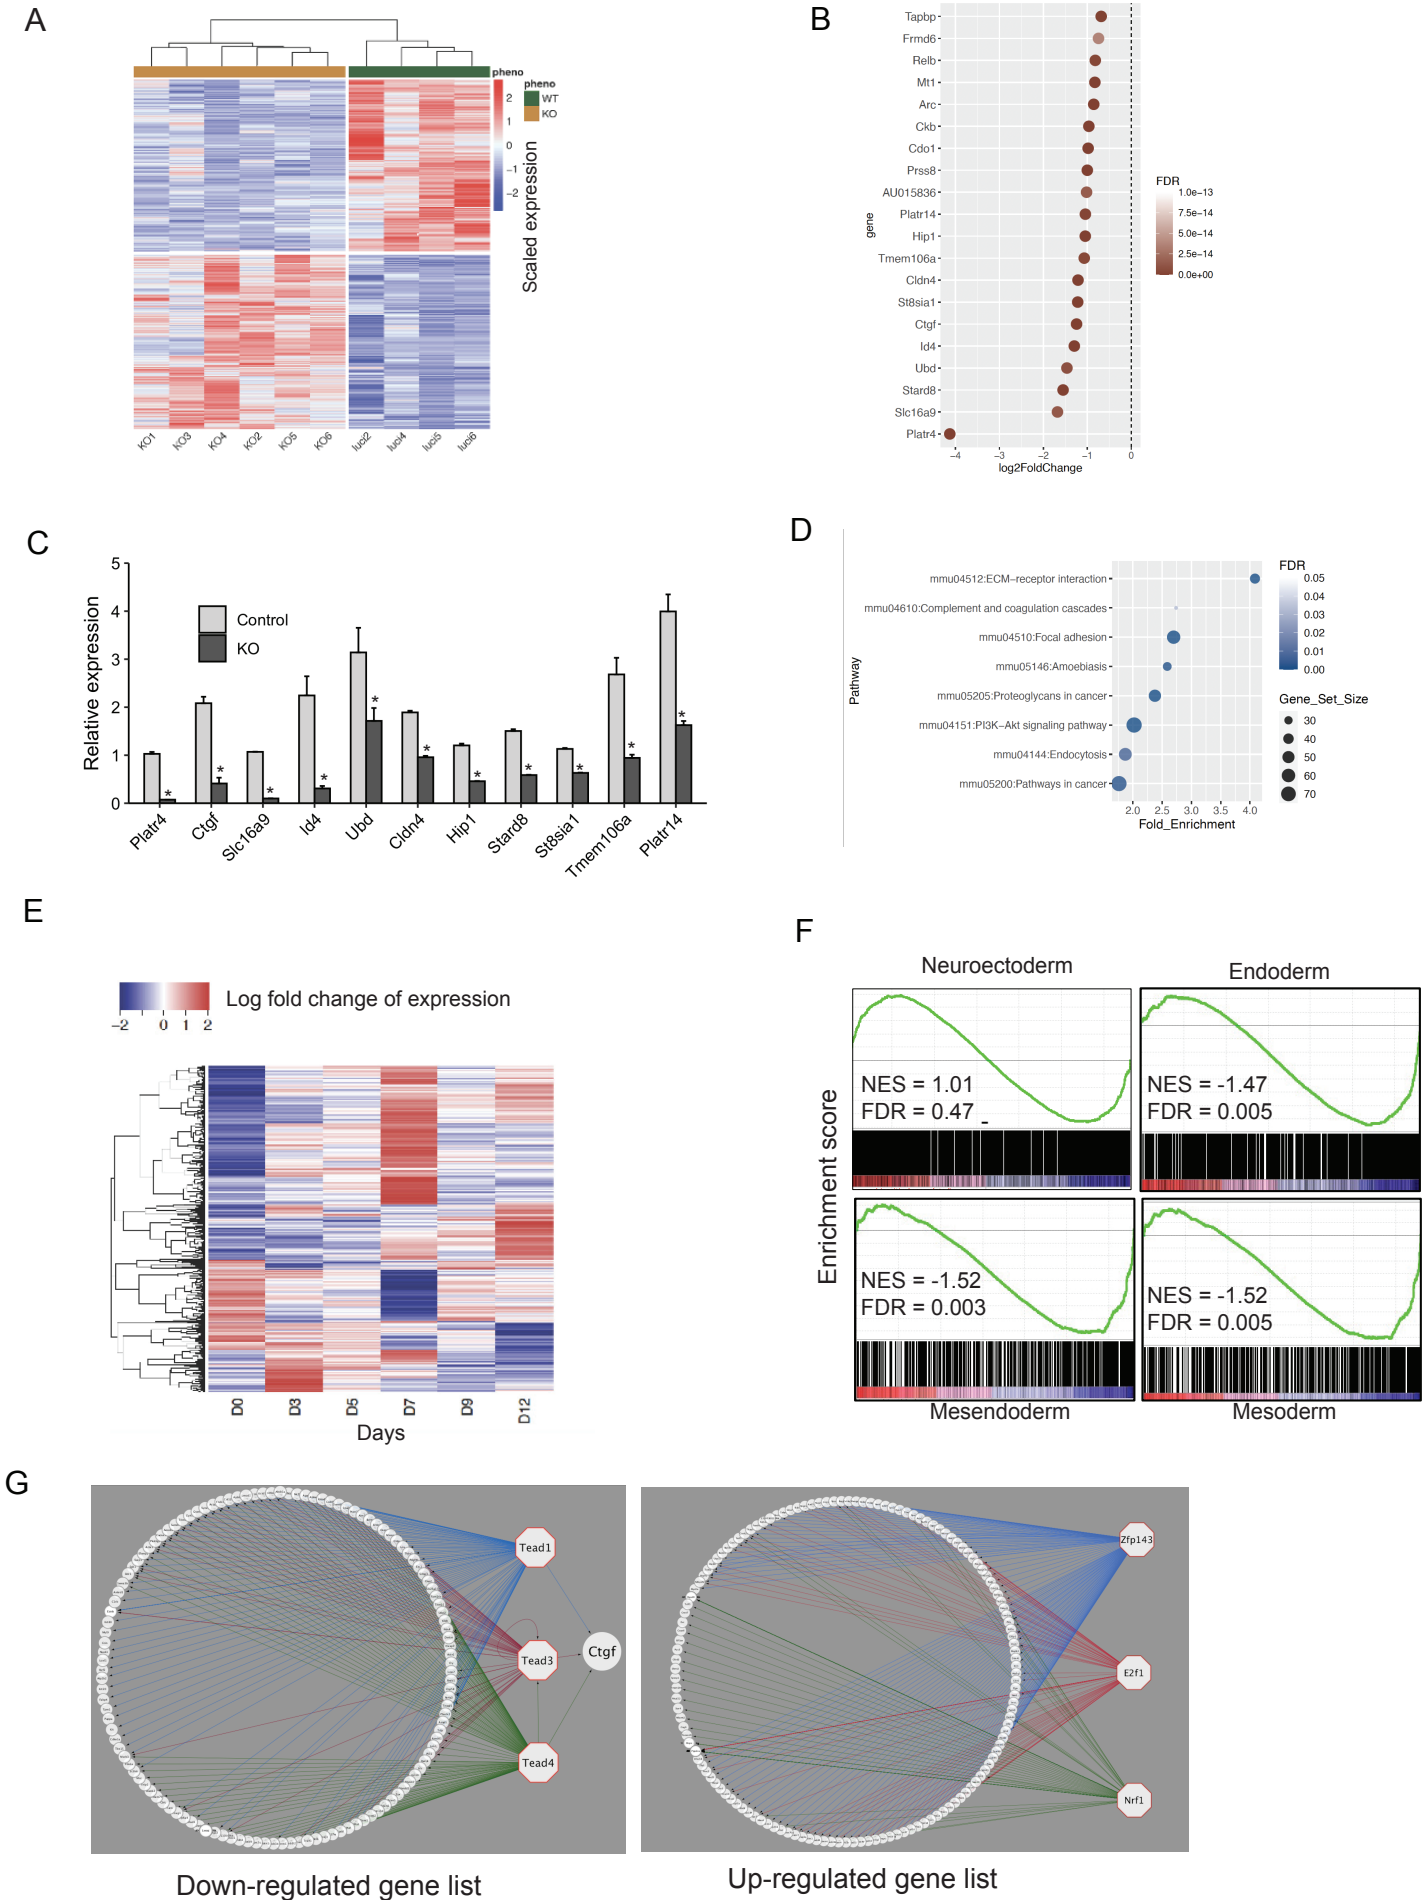 A
pheno
2
1
0
−1
−2
pheno
WT
KO
Scaled expression
KO1
KO3
KO4
KO2
KO5
KO6
luci2
luci4
luci5
luci6
B
gene
Tapbp
Frmd6
Relb
Mt1
Arc
Ckb
Cdo1
Prss8
AU015836
Platr14
Hip1
Tmem106a
Cldn4
St8sia1
Ctgf
Id4
Ubd
Stard8
Slc16a9
Platr4
−4
−3
−2
−1
0
log2FoldChange
FDR
1.0e−13
7.5e−14
5.0e−14
2.5e−14
0.0e+00
C
Relative expression
5
4
3
2
1
0
Control
KO
*
*
*
*
*
*
*
*
*
*
*
Platr4
Ctgf
Slc16a9
Id4
Ubd
Cldn4
Hip1
Stard8
St8sia1
Tmem106a
Platr14
D
Pathway
mmu04512:ECM−receptor interaction
mmu04610:Complement and coagulation cascades
mmu04510:Focal adhesion
mmu05146:Amoebiasis
mmu05205:Proteoglycans in cancer
mmu04151:PI3K−Akt signaling pathway
mmu04144:Endocytosis
mmu05200:Pathways in cancer
2.0
2.5
3.0
3.5
4.0
Fold_Enrichment
FDR
0.05
0.04
0.03
0.02
0.01
0.00
Gene_Set_Size
30
40
50
60
70
E
−2
0
1
2
Log fold change of expression
D0
D3
D5
D7
D9
D12
Days
F
Enrichment score
Neuroectoderm
NES = 1.01
FDR = 0.47
Endoderm
NES = -1.47
FDR = 0.005
NES = -1.52
FDR = 0.003
Mesendoderm
NES = -1.52
FDR = 0.005
Mesoderm
G
Tead1
Tead3
Ctgf
Tead4
Down-regulated gene list
Zfp143
E2f1
Nrf1
Up-regulated gene list